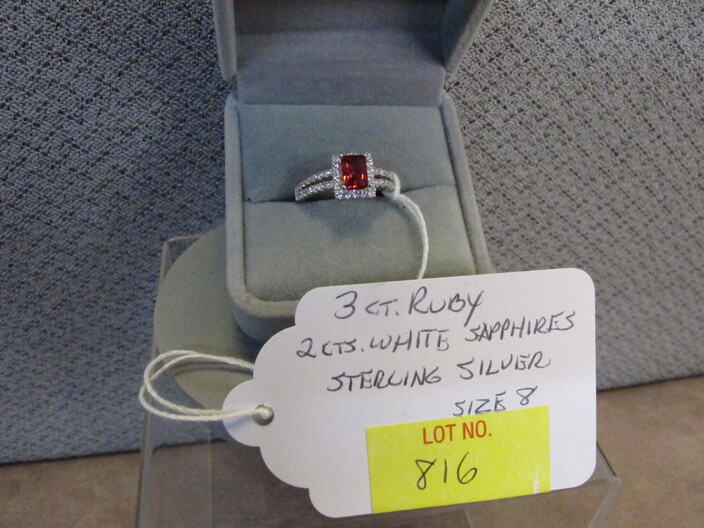 3 CT. RUBY
2 CTS. WHITE SAPPHIRES
STERLING SILVER
SIZE 8
LOT NO.
816